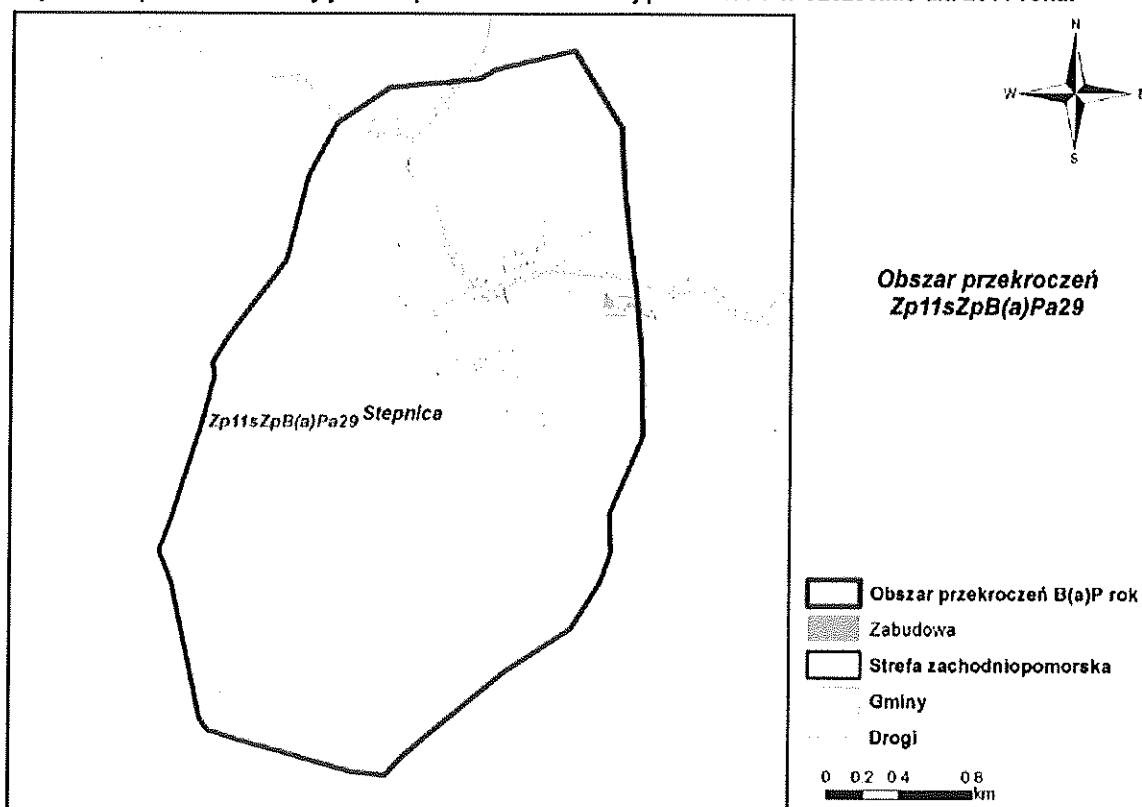 N
W E
S
Obszar przekroczeń
Zp11sZpB(a)Pa29
Zp11sZpB(a)Pa29 Stepnica
Obszar przekroczeń B(a)P rok
Zabudowa
Strefa zachodniopomorska
Gminy
Drogi
0 0.2 0.4 0.8
km